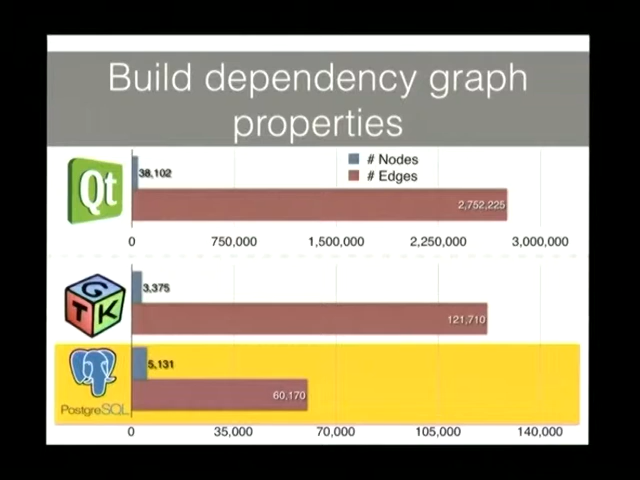 Build dependency graph
properties
# Nodes
# Edges
Qt
38,102
2,752,225
0 750,000 1,500,000 2,250,000 3,000,000
GTK
3,375
121,710
PostgreSQL
5,131
60,170
0 35,000 70,000 105,000 140,000